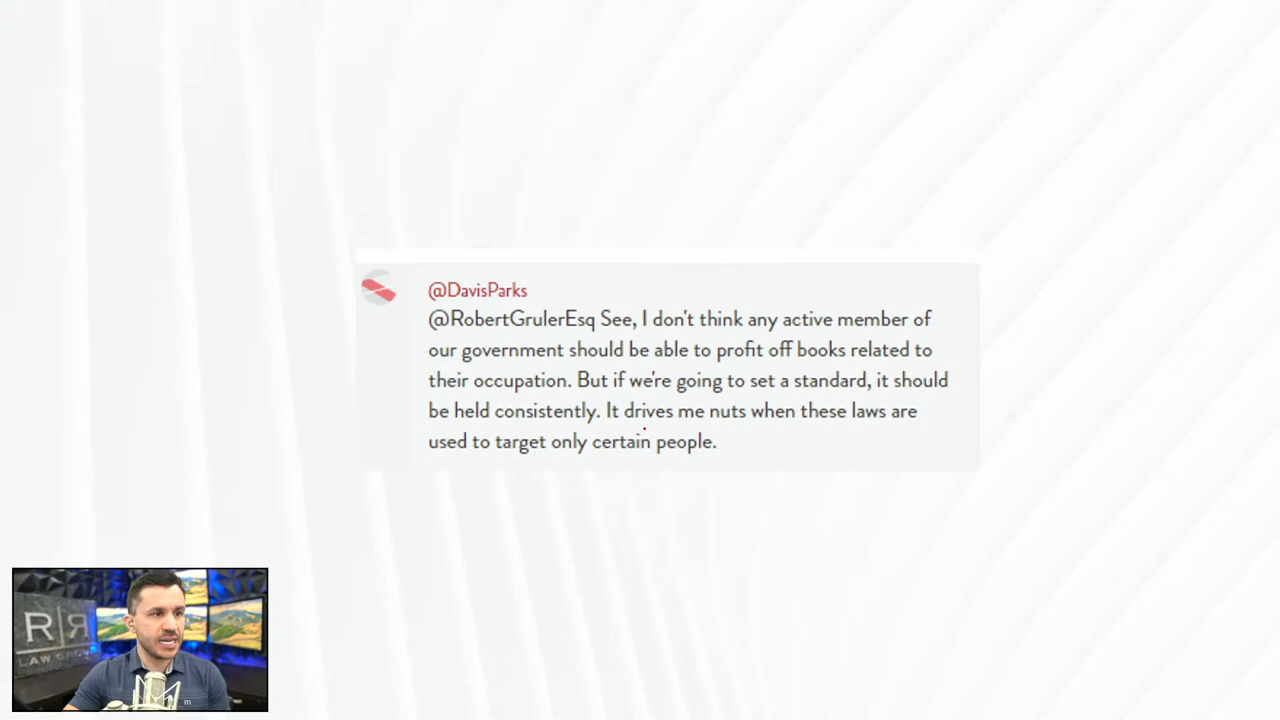 @DavisParks
@RobertGrulerEsq See, I don't think any active member of
our government should be able to profit off books related to
their occupation. But if we're going to set a standard, it should
be held consistently. It drives me nuts when these laws are
used to target only certain people.
R|R
LAW GROUP
m